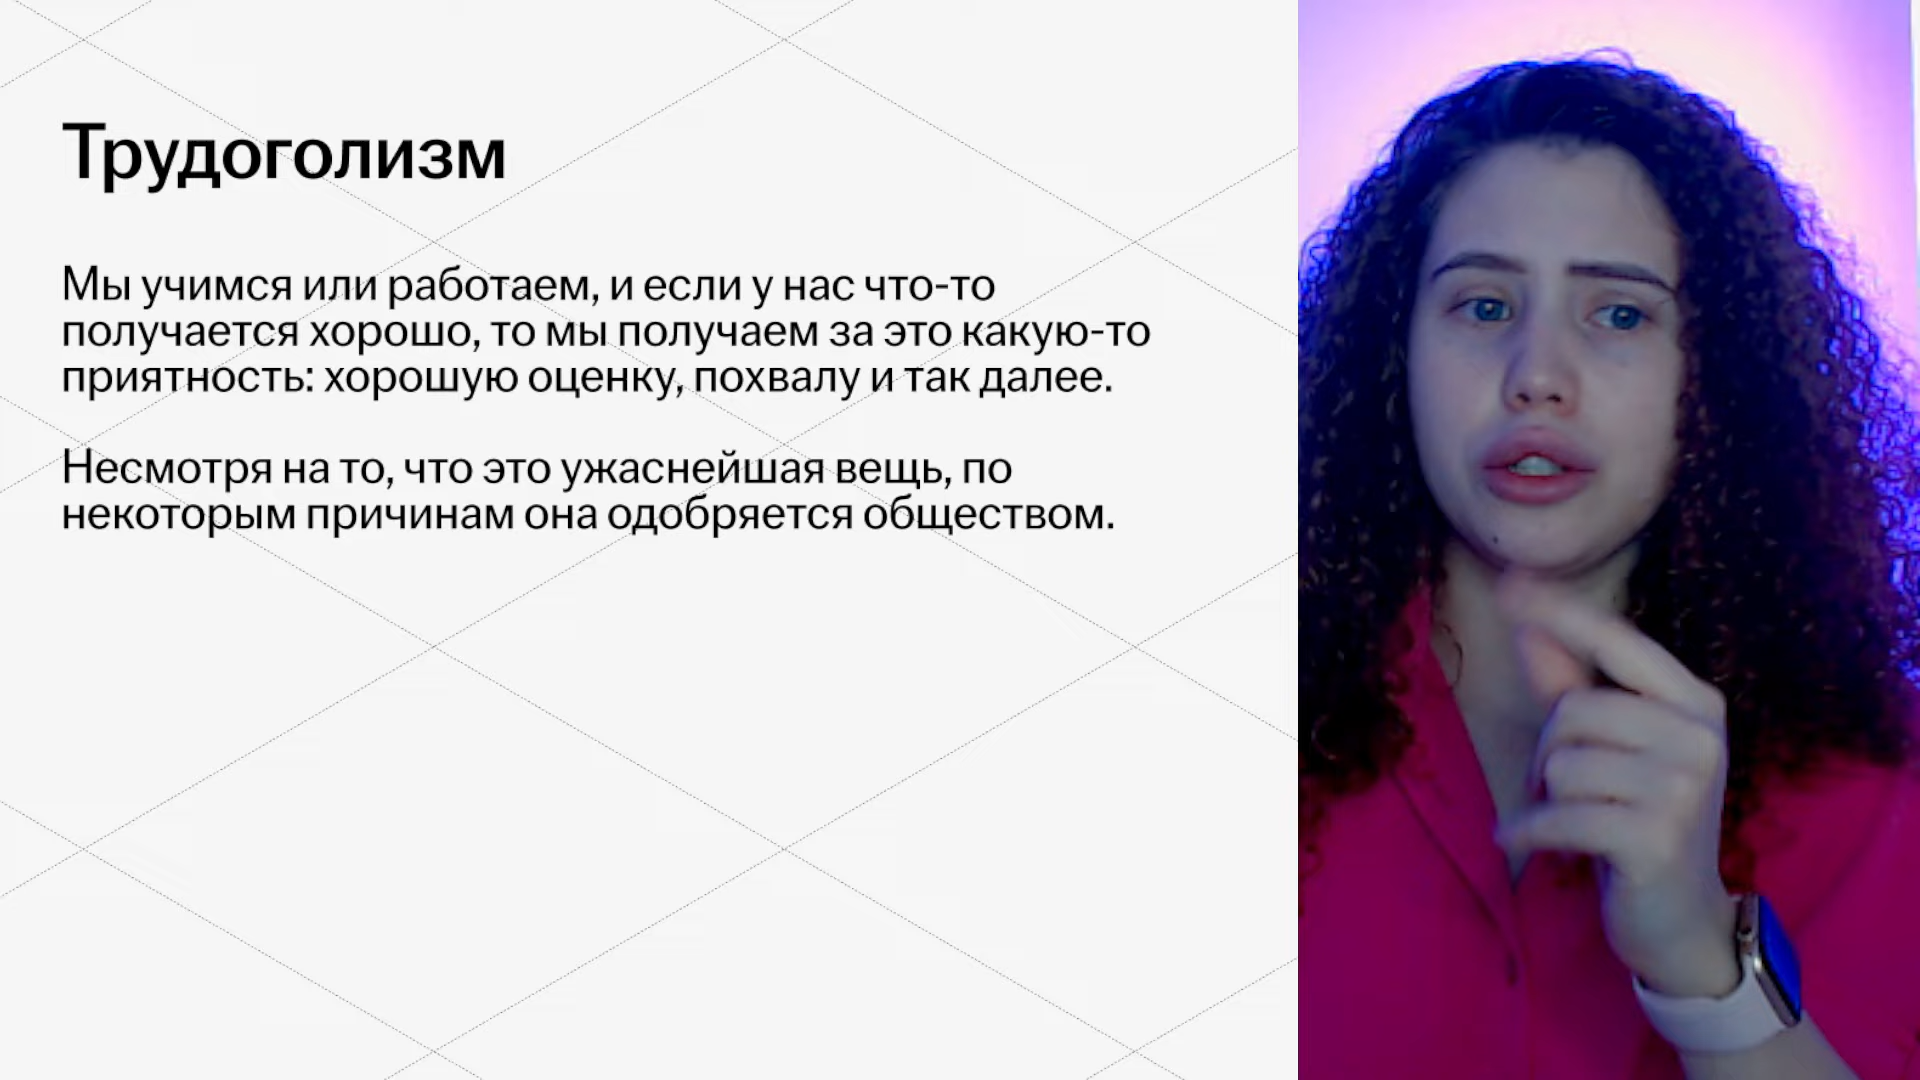 Трудоголизм
Мы учимся или работаем, и если у нас что-то
получается хорошо, то мы получаем за это какую-то
приятность: хорошую оценку, похвалу и так далее.
Несмотря на то, что это ужаснейшая вещь, по
некоторым причинам она одобряется обществом.